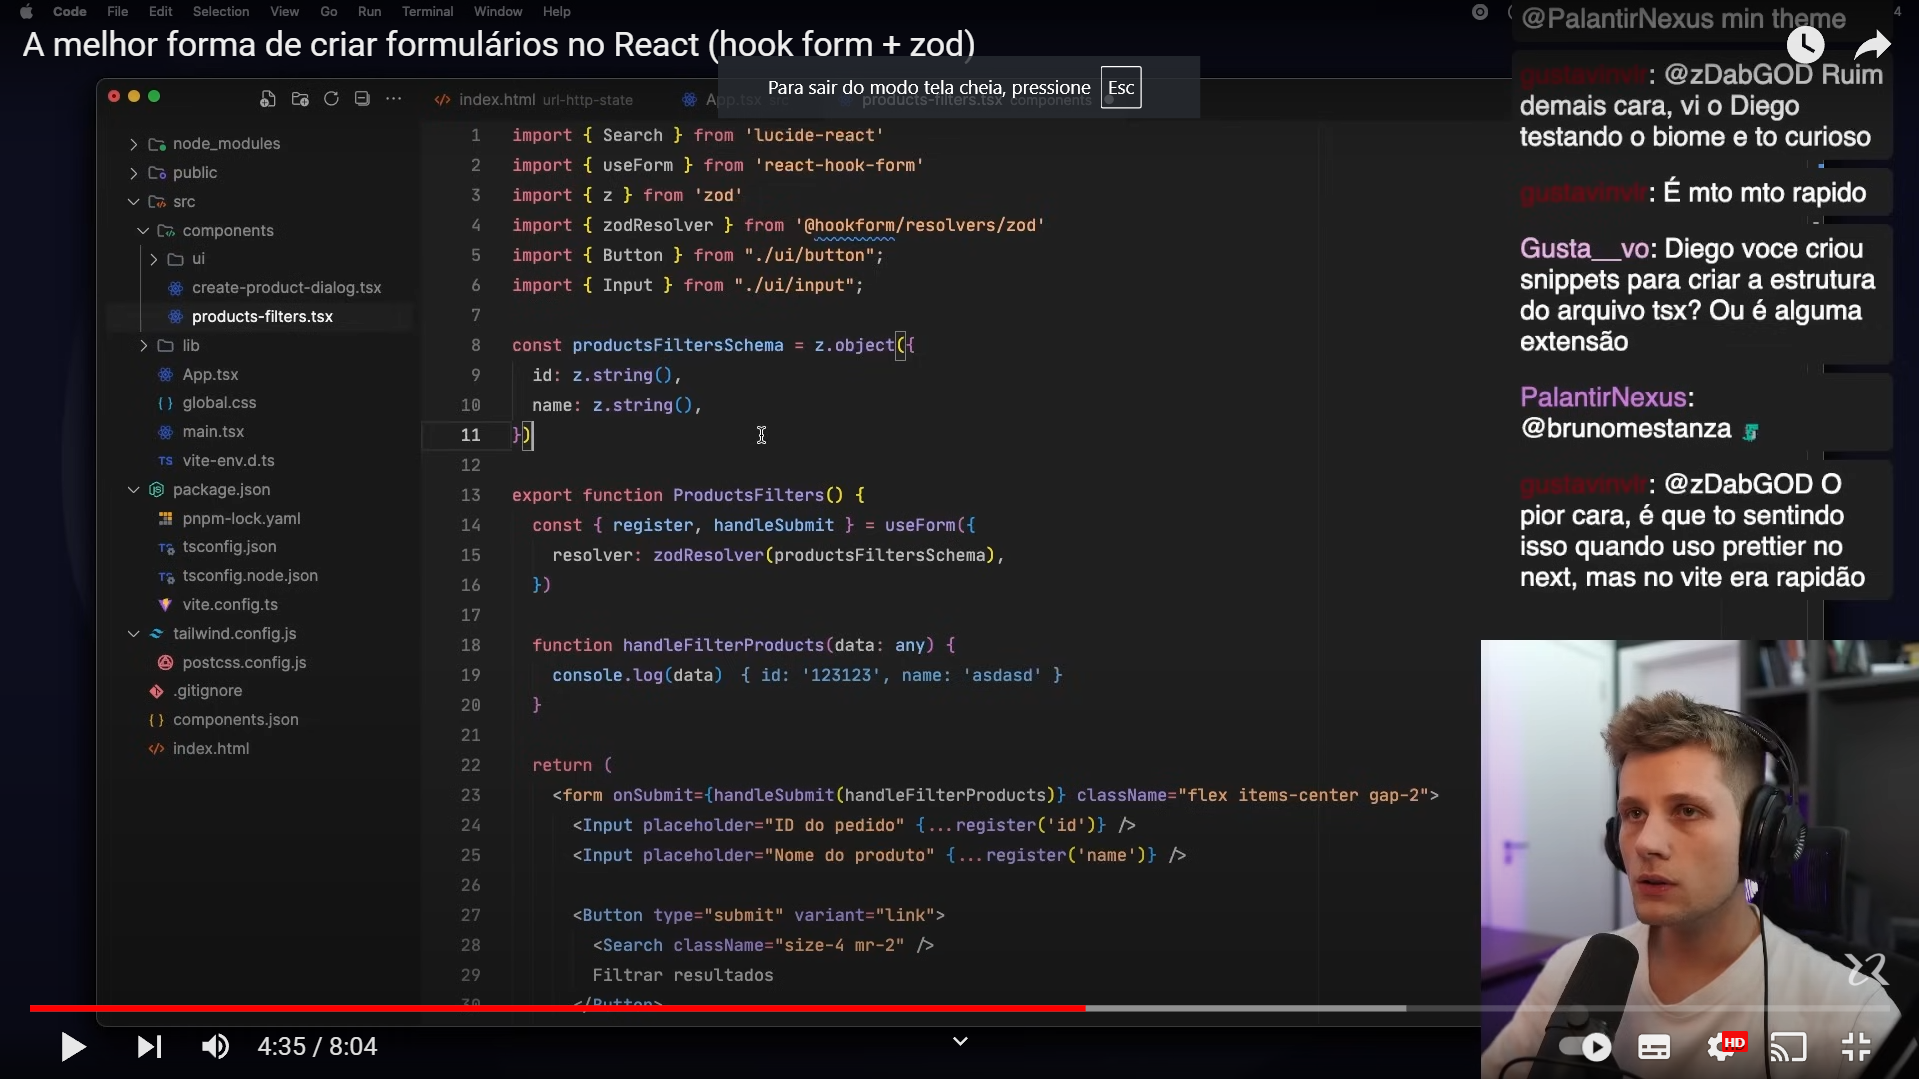 Code File Edit Selection View Go Run Terminal Window Help
A melhor forma de criar formulários no React (hook form + zod)
Para sair do modo tela cheia, pressione Esc
index.html url-http-state
App.tsx src
products-filters.tsx components
node_modules
public
src
components
ui
create-product-dialog.tsx
products-filters.tsx
lib
App.tsx
global.css
main.tsx
vite-env.d.ts
package.json
pnpm-lock.yaml
tsconfig.json
tsconfig.node.json
vite.config.ts
tailwind.config.js
postcss.config.js
.gitignore
components.json
index.html
1 import { Search } from 'lucide-react'
2 import { useForm } from 'react-hook-form'
3 import { z } from 'zod'
4 import { zodResolver } from '@hookform/resolvers/zod'
5 import { Button } from "./ui/button";
6 import { Input } from "./ui/input";
7
8 const productsFiltersSchema = z.object({
9 id: z.string(),
10 name: z.string(),
11 })
12
13 export function ProductsFilters() {
14 const { register, handleSubmit } = useForm({
15 resolver: zodResolver(productsFiltersSchema),
16 })
17
18 function handleFilterProducts(data: any) {
19 console.log(data) { id: '123123', name: 'asdasd' }
20 }
21
22 return (
23 <form onSubmit={handleSubmit(handleFilterProducts)} className="flex items-center gap-2">
24 <Input placeholder="ID do pedido" {...register('id')} />
25 <Input placeholder="Nome do produto" {...register('name')} />
26
27 <Button type="submit" variant="link">
28 <Search className="size-4 mr-2" />
29 Filtrar resultados
30 </Button>
@PalantirNexus min theme
gustavinvlr: @zDabGOD Ruim
demais cara, vi o Diego
testando o biome e to curioso
gustavinvlr: É mto mto rapido
Gusta__vo: Diego voce criou
snippets para criar a estrutura
do arquivo tsx? Ou é alguma
extensão
PalantirNexus:
@brunomestanza
gustavinvlr: @zDabGOD O
pior cara, é que to sentindo
isso quando uso prettier no
next, mas no vite era rapidão
4:35 / 8:04
HD